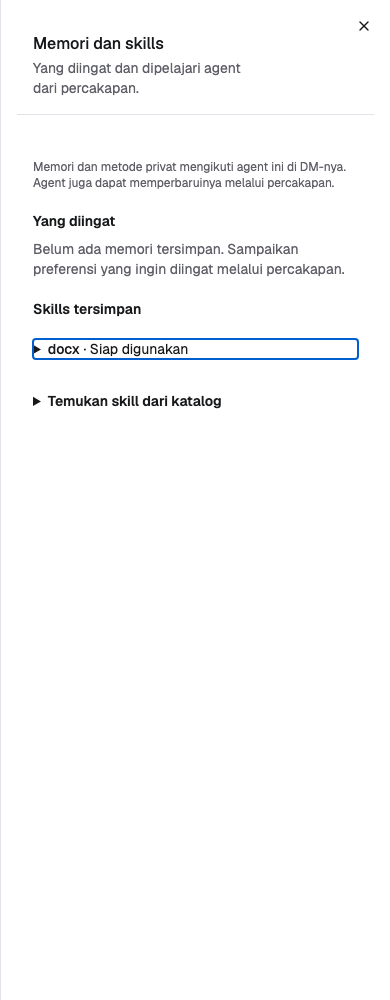 Memori dan skills
Yang diingat dan dipelajari agent
dari percakapan.
Memori dan metode privat mengikuti agent ini di DM-nya.
Agent juga dapat memperbaruinya melalui percakapan.
Yang diingat
Belum ada memori tersimpan. Sampaikan
preferensi yang ingin diingat melalui percakapan.
Skills tersimpan
docx · Siap digunakan
Temukan skill dari katalog